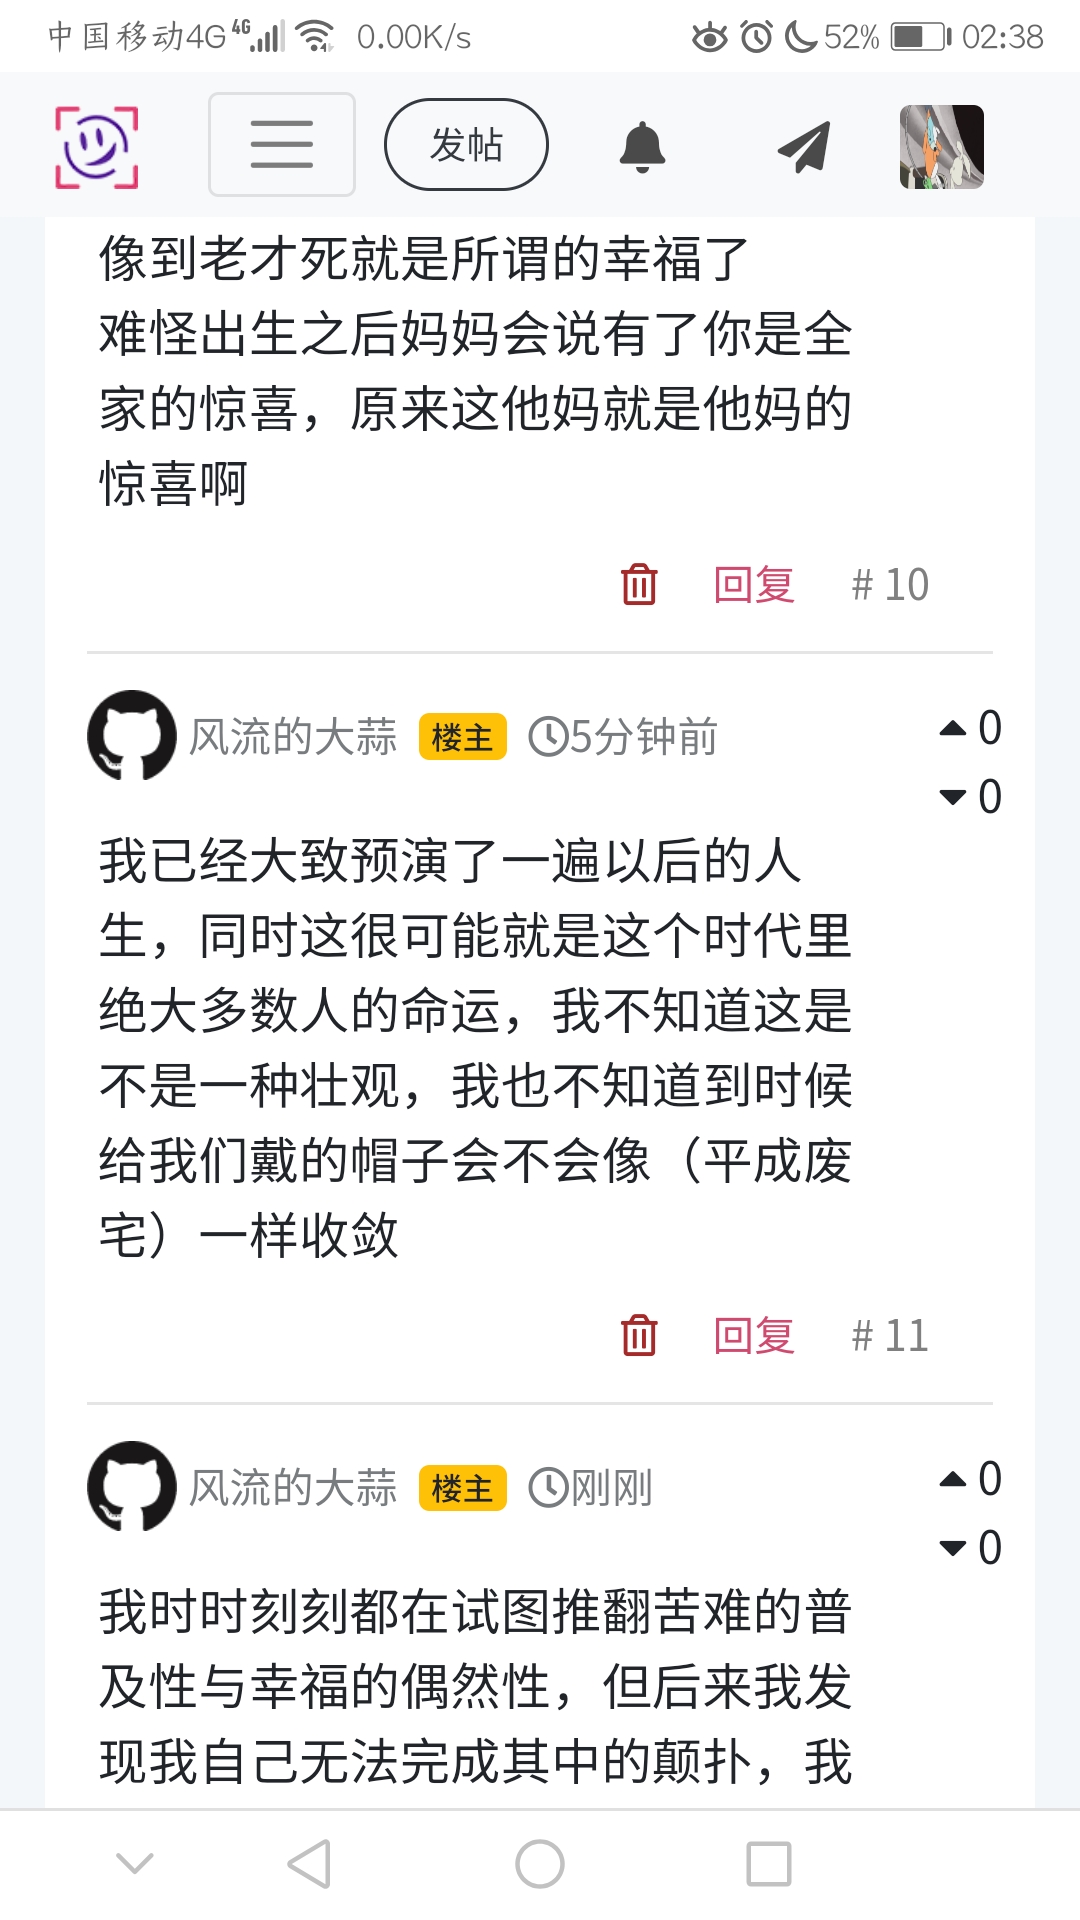 中国移动4G 4G 0.00K/s 52% 02:38
发帖
像到老才死就是所谓的幸福了
难怪出生之后妈妈会说有了你是全
家的惊喜，原来这他妈就是他妈的
惊喜啊
回复 # 10
风流的大蒜 楼主 5分钟前 0
0
我已经大致预演了一遍以后的人
生，同时这很可能就是这个时代里
绝大多数人的命运，我不知道这是
不是一种壮观，我也不知道到时候
给我们戴的帽子会不会像（平成废
宅）一样收敛
回复 # 11
风流的大蒜 楼主 刚刚 0
0
我时时刻刻都在试图推翻苦难的普
及性与幸福的偶然性，但后来我发
现我自己无法完成其中的颠扑，我